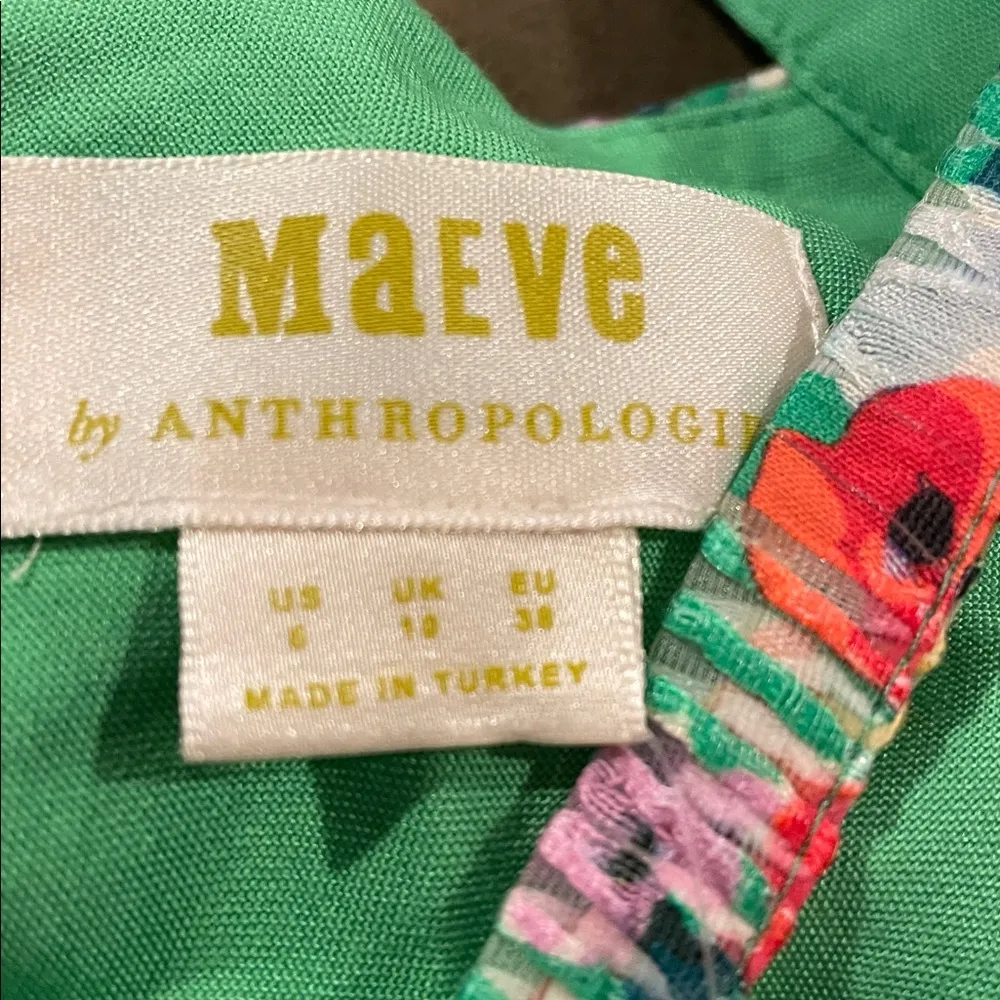 Maeve
by ANTHROPOLOGIE
US UK EU
6 10 38
MADE IN TURKEY